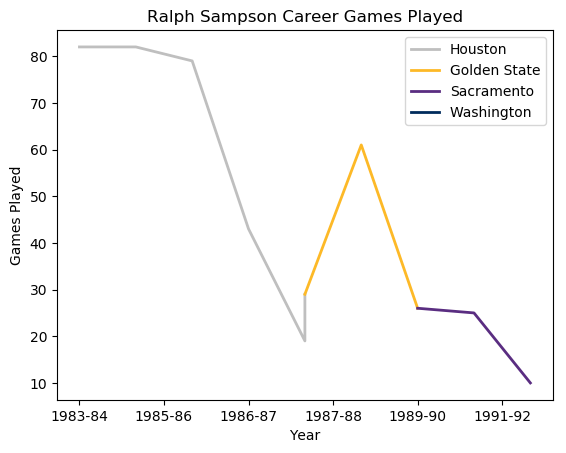 Ralph Sampson Career Games Played
Houston
Golden State
Sacramento
Washington
80
70
60
50
40
30
20
10
Games Played
1983-84 1985-86 1986-87 1987-88 1989-90 1991-92
Year